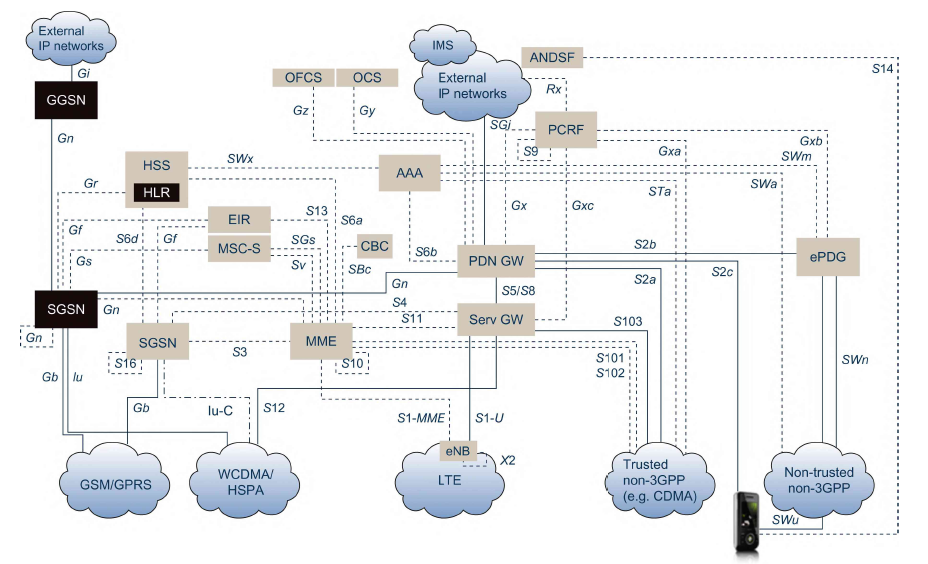 External
IP networks
Gi
GGSN
Gn
IMS
External
IP networks
ANDSF
S14
OFCS
OCS
Gz
Gy
Rx
SGi
PCRF
S9
Gxa
Gxb
HSS
HLR
SWx
AAA
SWm
SWa
STa
Gr
S6a
Gx
Gxc
EIR
S13
Gf
S6d
Gf
MSC-S
SGs
CBC
Gs
Sv
SBc
S6b
PDN GW
S2b
ePDG
S2a
S2c
Gn
S5/S8
SGSN
Gn
S4
Serv GW
S11
S103
Gn
SGSN
S3
MME
S16
S10
S101
S102
SWn
Gb
Iu
Gb
Iu-C
S12
S1-MME
S1-U
eNB
X2
GSM/GPRS
WCDMA/
HSPA
LTE
Trusted
non-3GPP
(e.g. CDMA)
Non-trusted
non-3GPP
SWu